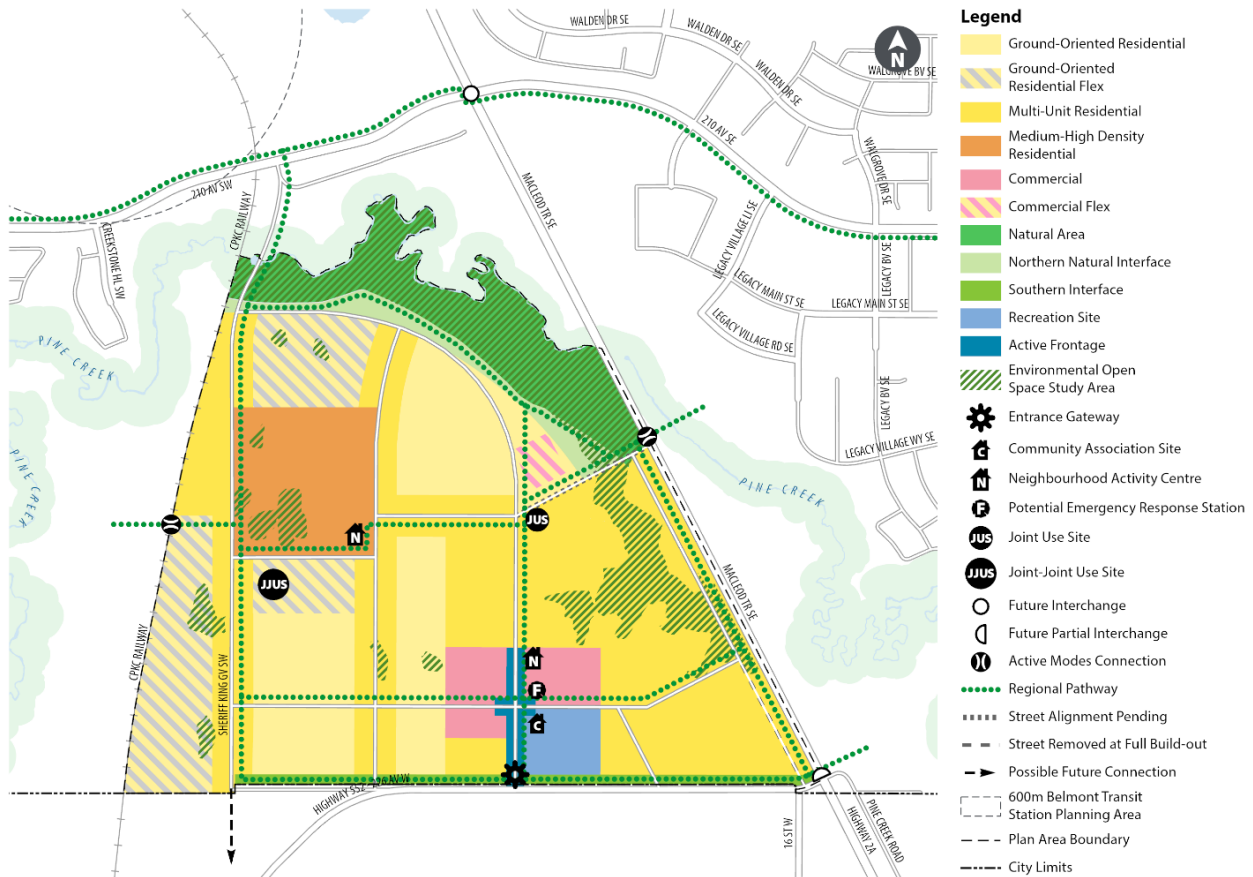 WALDEN DR SE
WALDEN DR SE
WALDEN DR SE
WALGROVE BV SE
N
210 AV SE
WALGROVE DR SE
210 AV SW
CPKC RAILWAY
CREEKSTONE HL SW
MACLEOD TR SE
LEGACY VILLAGE LI SE
LEGACY BV SE
LEGACY MAIN ST SE
LEGACY MAIN ST SE
LEGACY VILLAGE RD SE
PINE CREEK
LEGACY BV SE
LEGACY VILLAGE WY SE
PINE CREEK
PINE CREEK
JUS
N
JJUS
MACLEOD TR SE
CPKC RAILWAY
SHERIFF KING GV SW
N
F
C
HIGHWAY 552 - 226 AV W
16 ST W
HIGHWAY 2A
PINE CREEK ROAD
Legend
Ground-Oriented Residential
Ground-Oriented
Residential Flex
Multi-Unit Residential
Medium-High Density
Residential
Commercial
Commercial Flex
Natural Area
Northern Natural Interface
Southern Interface
Recreation Site
Active Frontage
Environmental Open
Space Study Area
Entrance Gateway
C Community Association Site
N Neighbourhood Activity Centre
F Potential Emergency Response Station
JUS Joint Use Site
JJUS Joint-Joint Use Site
Future Interchange
Future Partial Interchange
Active Modes Connection
Regional Pathway
Street Alignment Pending
Street Removed at Full Build-out
Possible Future Connection
600m Belmont Transit
Station Planning Area
Plan Area Boundary
City Limits